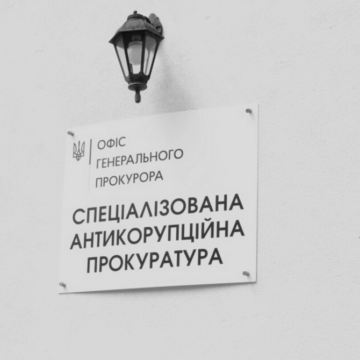 ОФІС
ГЕНЕРАЛЬНОГО
ПРОКУРОРА
СПЕЦІАЛІЗОВАНА
АНТИКОРУПЦІЙНА
ПРОКУРАТУРА